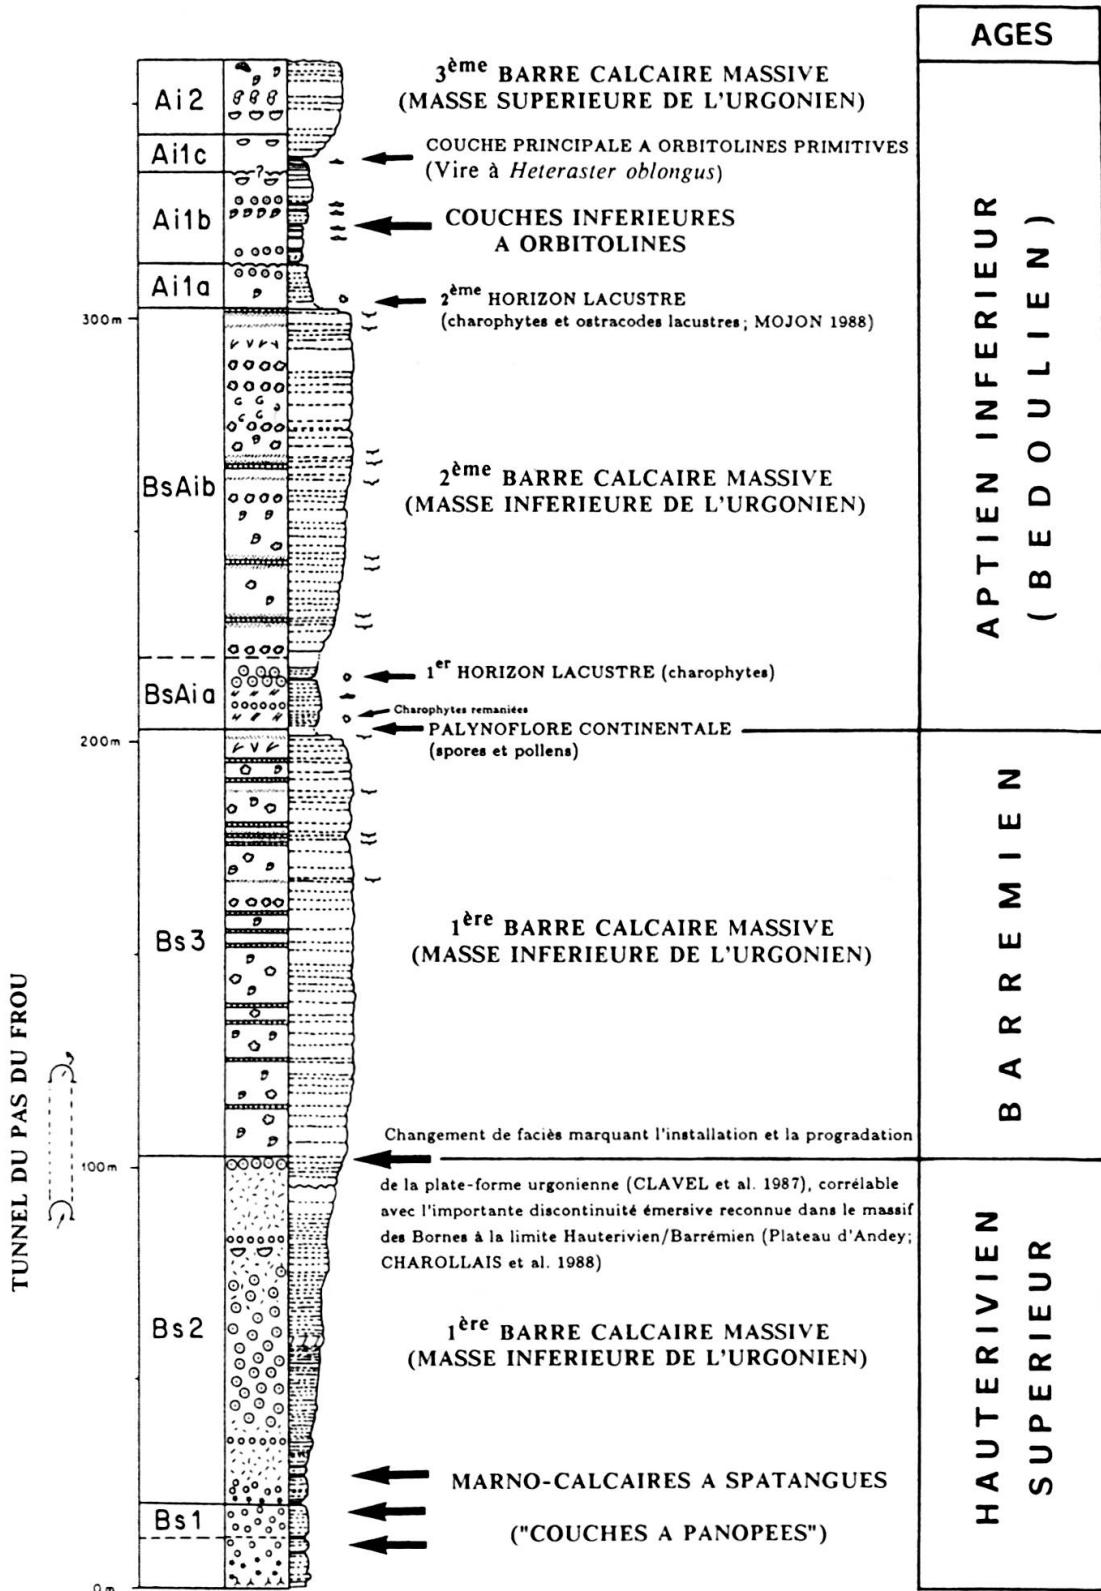 AGES
Ai2
3ème BARRE CALCAIRE MASSIVE
(MASSE SUPERIEURE DE L'URGONIEN)
Ai1c
COUCHE PRINCIPALE A ORBITOLINES PRIMITIVES
(Vire à Heteraster oblongus)
?
Ai1b
COUCHES INFERIEURES
A ORBITOLINES
Ai1a
2ème HORIZON LACUSTRE
(charophytes et ostracodes lacustres; MOJON 1988)
300m
APTIEN INFERIEUR
(BEDOULIEN)
BsAib
2ème BARRE CALCAIRE MASSIVE
(MASSE INFERIEURE DE L'URGONIEN)
BsAia
1er HORIZON LACUSTRE (charophytes)
Charophytes remaniées
PALYNOFLORE CONTINENTALE
(spores et pollens)
200m
BARREMIEN
Bs3
1ère BARRE CALCAIRE MASSIVE
(MASSE INFERIEURE DE L'URGONIEN)
TUNNEL DU PAS DU FROU
Changement de faciès marquant l'installation et la progradation
100m
de la plate-forme urgonienne (CLAVEL et al. 1987), corrélable
avec l'importante discontinuité émersive reconnue dans le massif
des Bornes à la limite Hauterivien/Barrémien (Plateau d'Andey;
CHAROLLAIS et al. 1988)
HAUTERIVIEN
SUPERIEUR
Bs2
1ère BARRE CALCAIRE MASSIVE
(MASSE INFERIEURE DE L'URGONIEN)
MARNO-CALCAIRES A SPATANGUES
Bs1
("COUCHES A PANOPEES")
0m